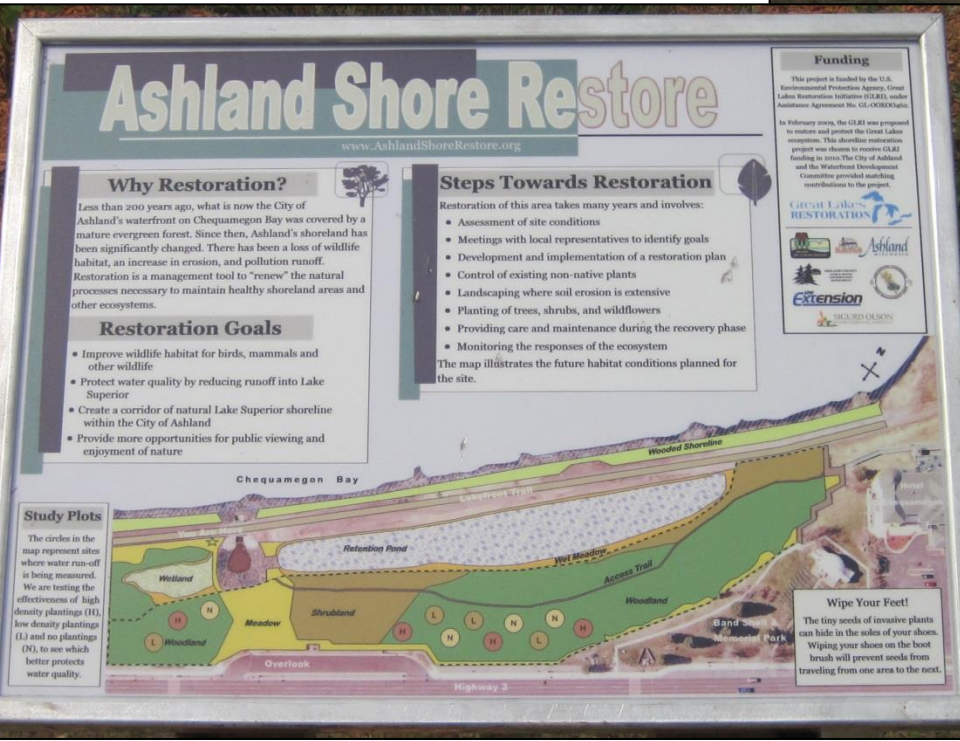 Ashland Shore Restore
www.AshlandShoreRestore.org
Why Restoration?
Less than 200 years ago, what is now the City of
Ashland's waterfront on Chequamegon Bay was covered by a
mature evergreen forest. Since then, Ashland's shoreland has
been significantly changed. There has been a loss of wildlife
habitat, an increase in erosion, and pollution runoff.
Restoration is a management tool to "renew" the natural
processes necessary to maintain healthy shoreland areas and
other ecosystems.
Restoration Goals
• Improve wildlife habitat for birds, mammals and
other wildlife
• Protect water quality by reducing runoff into Lake
Superior
• Create a corridor of natural Lake Superior shoreline
within the City of Ashland
• Provide more opportunities for public viewing and
enjoyment of nature
Steps Towards Restoration
Restoration of this area takes many years and involves:
• Assessment of site conditions
• Meetings with local representatives to identify goals
• Development and implementation of a restoration plan
• Control of existing non-native plants
• Landscaping where soil erosion is extensive
• Planting of trees, shrubs, and wildflowers
• Providing care and maintenance during the recovery phase
• Monitoring the responses of the ecosystem
The map illustrates the future habitat conditions planned for
the site.
Funding
This project is funded by the U.S.
Environmental Protection Agency, Great
Lakes Restoration Initiative (GLRI), under
Assistance Agreement No.
In February 2009, the GLRI was proposed
to restore and protect the Great Lakes
ecosystem. This shoreline restoration
project was chosen to receive GLRI
funding in 2010. The City of Ashland
and the Waterfront Development
Committee provided matching
contributions to the project.
Great Lakes
RESTORATION
Ashland
WISCONSIN
Extension
SIGURD OLSON
N
Chequamegon Bay
Wooded Shoreline
Lakefront Trail
Hotel
Retention Pond
Wet Meadow
Access Trail
Wetland
Woodland
Shrubland
Meadow
Woodland
N
H
L
H
L
N
L
H
N
L
N
H
Band Shell &
Memorial Park
Overlook
Highway 2
Study Plots
The circles in the
map represent sites
where water run-off
is being measured.
We are testing the
effectiveness of high
density plantings (H),
low density plantings
(L) and no plantings
(N), to see which
better protects
water quality.
Wipe Your Feet!
The tiny seeds of invasive plants
can hide in the soles of your shoes.
Wiping your shoes on the boot
brush will prevent seeds from
traveling from one area to the next.